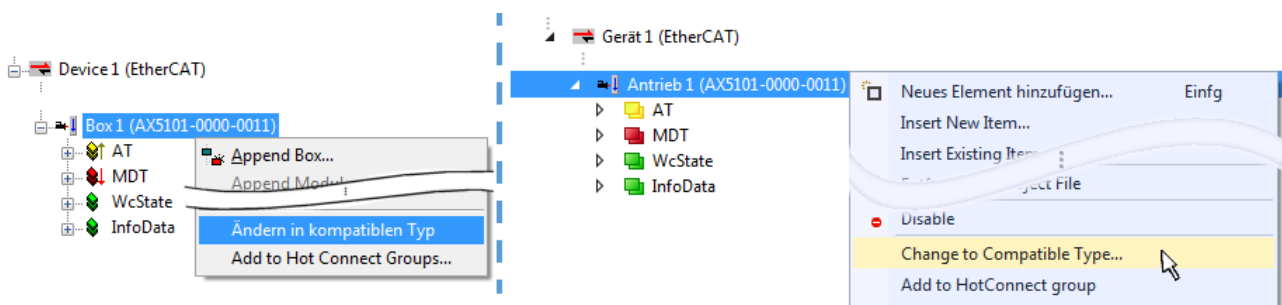 Device 1 (EtherCAT)
Box 1 (AX5101-0000-0011)
AT
MDT
WcState
InfoData
Append Box...
Append Modul
Ändern in kompatiblen Typ
Add to Hot Connect Groups...
Gerät 1 (EtherCAT)
Antrieb 1 (AX5101-0000-0011)
AT
MDT
WcState
InfoData
Neues Element hinzufügen... Einfg
Insert New Item...
Insert Existing Item
ject File
Disable
Change to Compatible Type...
Add to HotConnect group